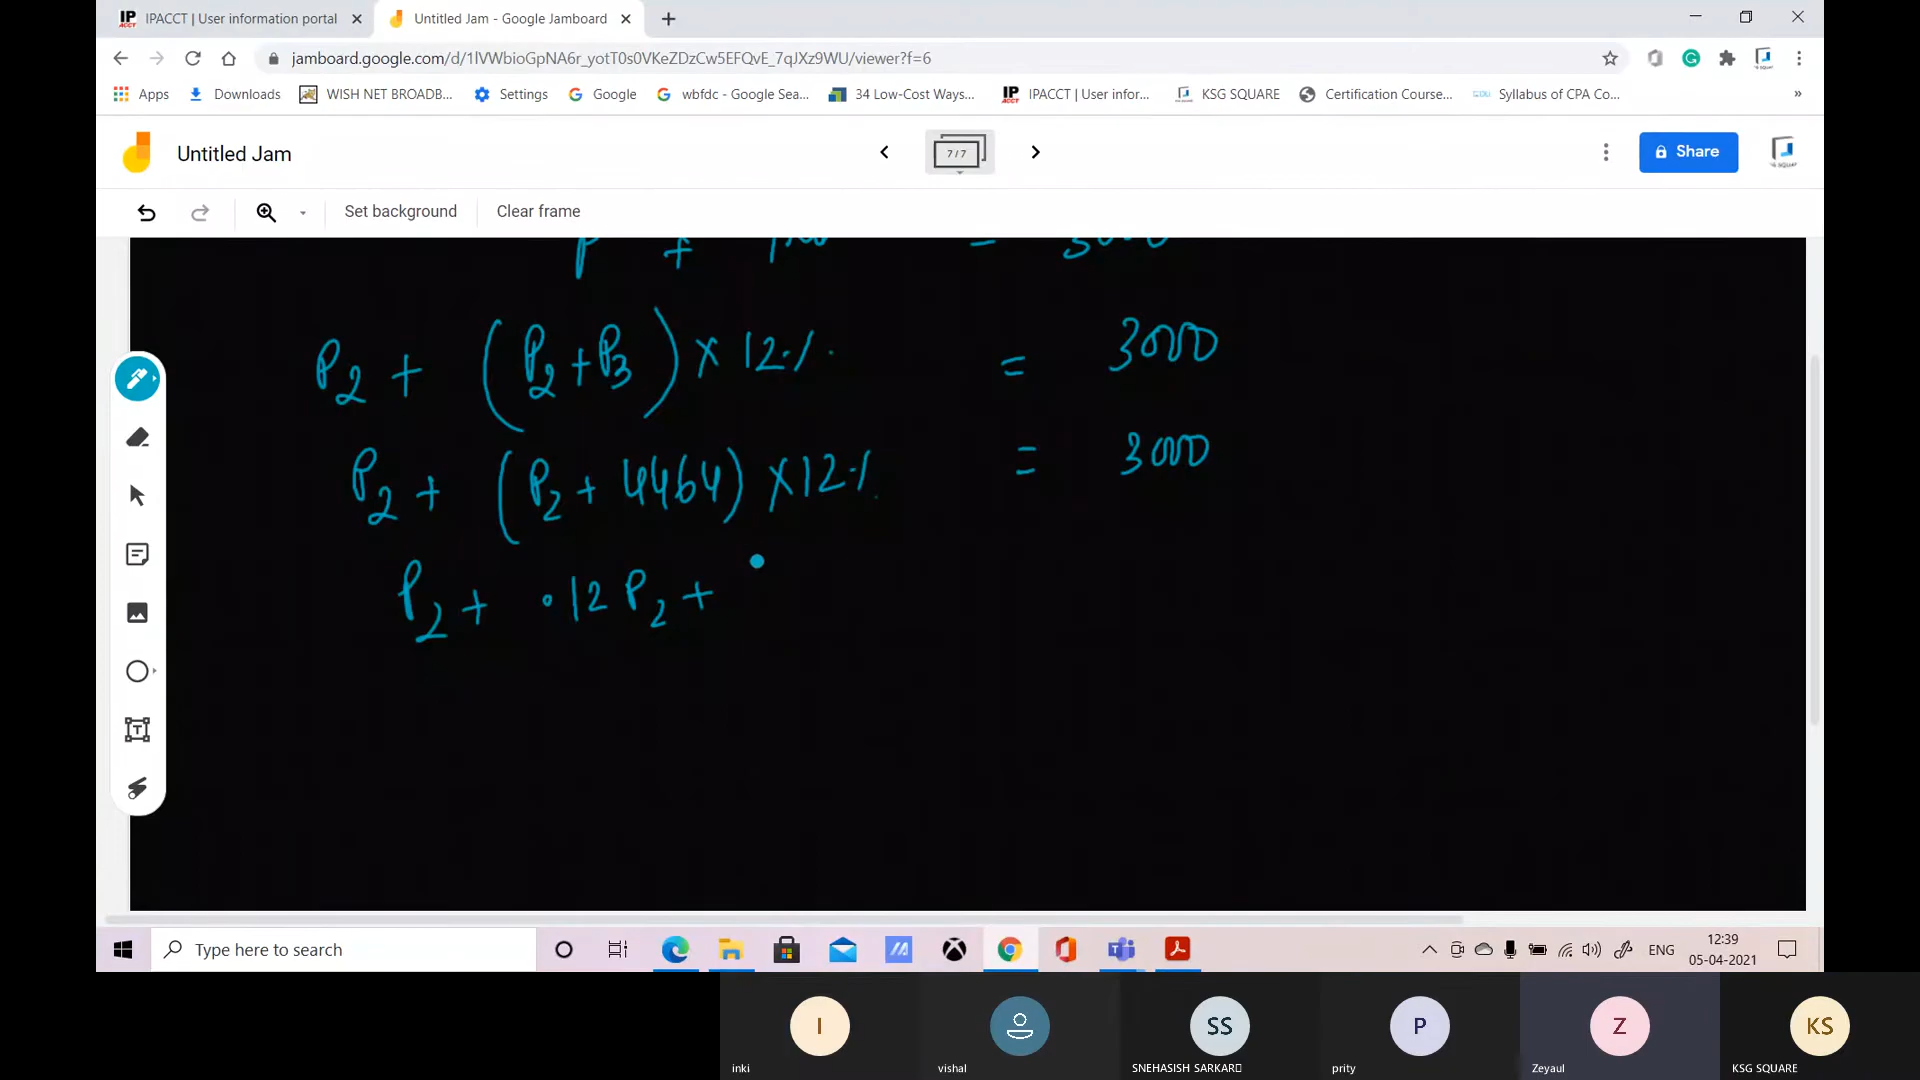 IPACCT | User information portal
Untitled Jam - Google Jamboard
jamboard.google.com/d/1lVWbioGpNA6r_yotT0s0VKeZDzCw5EFQvE_7qJXz9WU/viewer?f=6
Apps Downloads WISH NET BROADB... Settings Google wbfdc - Google Sea... 34 Low-Cost Ways... IPACCT | User infor... KSG SQUARE Certification Course... Syllabus of CPA Co... »
Untitled Jam 7/7 Share
Set background Clear frame
P2 + (P2 + P3) × 12% = 3000
P2 + (P2 + 4464) × 12% = 3000
P2 + .12 P2 +
Type here to search ENG 12:39
05-04-2021
I SS P Z KS
inki vishal SNEHASISH SARKAR prity Zeyaul KSG SQUARE